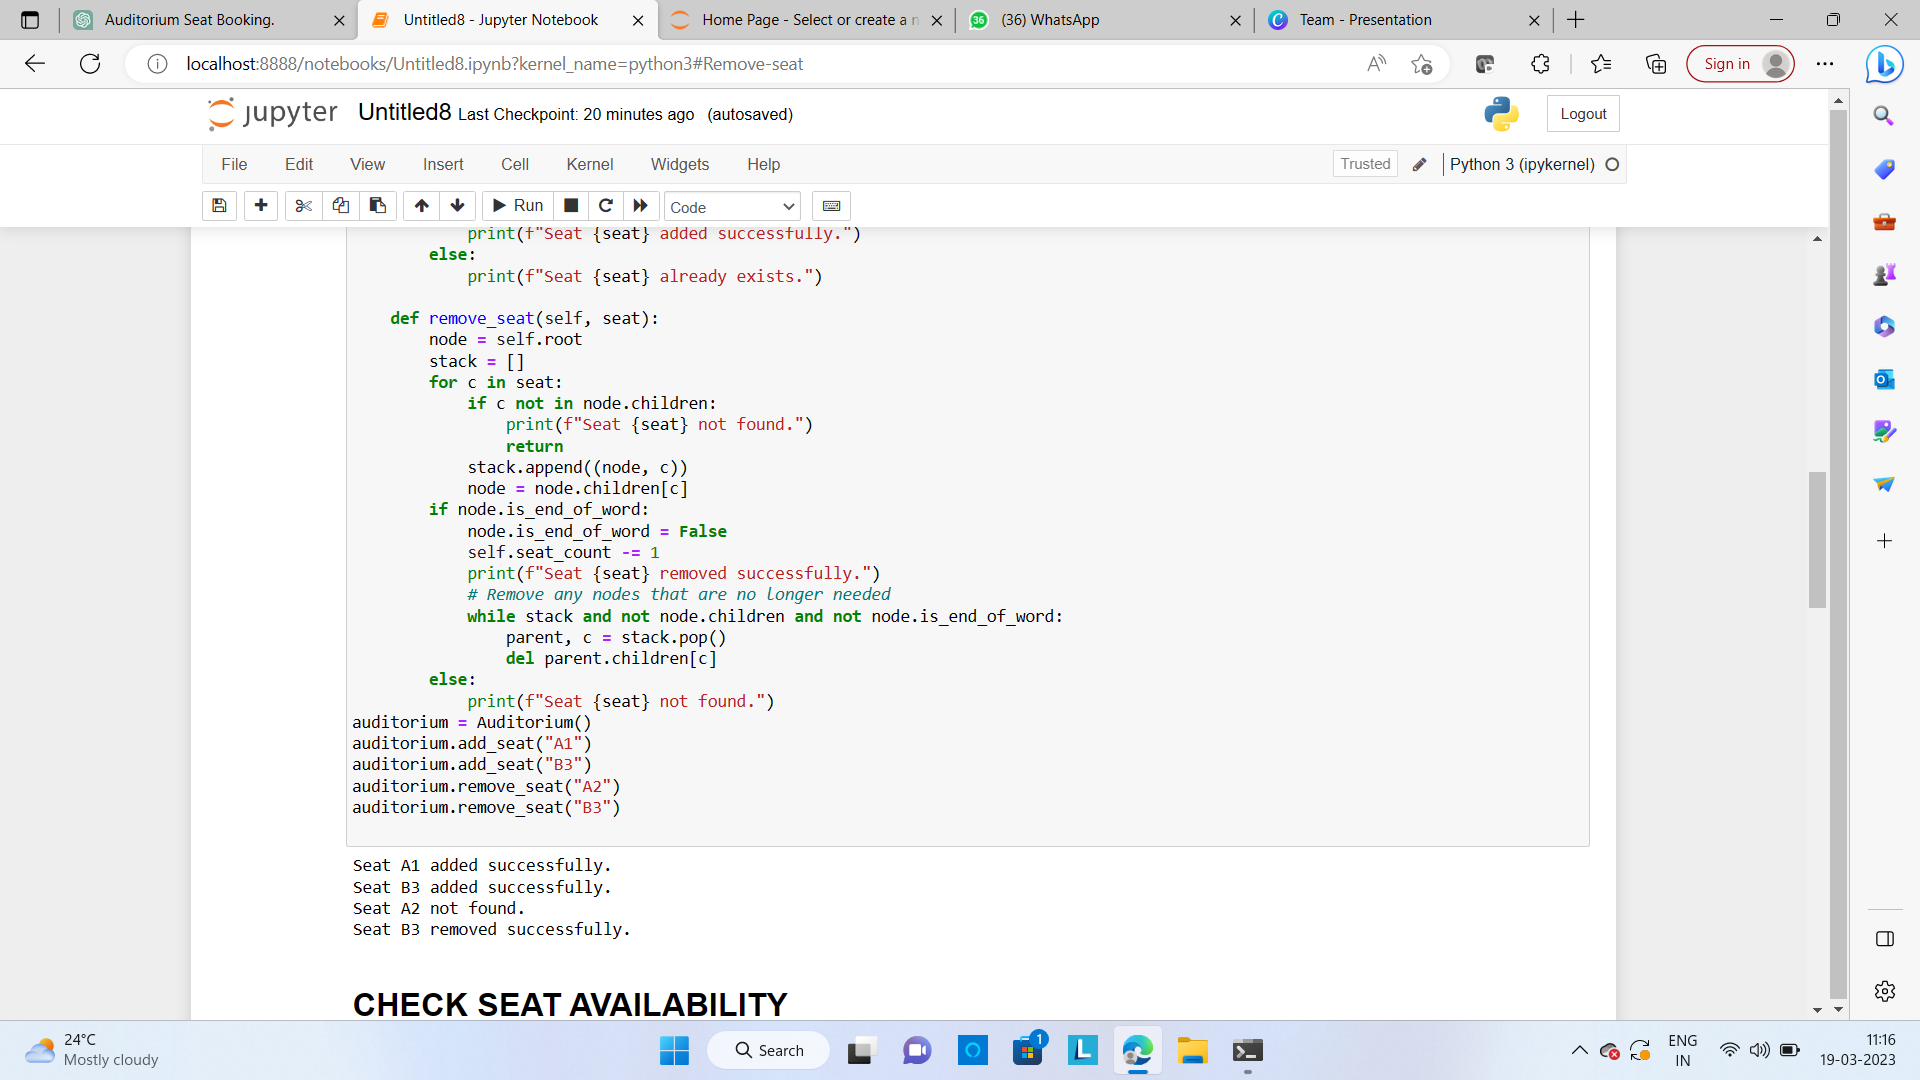 Auditorium Seat Booking.
Untitled8 - Jupyter Notebook
Home Page - Select or create a n
36
(36) WhatsApp
Team - Presentation
localhost:8888/notebooks/Untitled8.ipynb?kernel_name=python3#Remove-seat
Sign in
jupyter
Untitled8 Last Checkpoint: 20 minutes ago (autosaved)
Logout
File Edit View Insert Cell Kernel Widgets Help
Trusted
Python 3 (ipykernel)
Run
Code
            print(f"Seat {seat} added successfully.")
        else:
            print(f"Seat {seat} already exists.")

    def remove_seat(self, seat):
        node = self.root
        stack = []
        for c in seat:
            if c not in node.children:
                print(f"Seat {seat} not found.")
                return
            stack.append((node, c))
            node = node.children[c]
        if node.is_end_of_word:
            node.is_end_of_word = False
            self.seat_count -= 1
            print(f"Seat {seat} removed successfully.")
            # Remove any nodes that are no longer needed
            while stack and not node.children and not node.is_end_of_word:
                parent, c = stack.pop()
                del parent.children[c]
        else:
            print(f"Seat {seat} not found.")
auditorium = Auditorium()
auditorium.add_seat("A1")
auditorium.add_seat("B3")
auditorium.remove_seat("A2")
auditorium.remove_seat("B3")
Seat A1 added successfully.
Seat B3 added successfully.
Seat A2 not found.
Seat B3 removed successfully.
CHECK SEAT AVAILABILITY
24°C
Mostly cloudy
Search
1
L
ENG
IN
11:16
19-03-2023